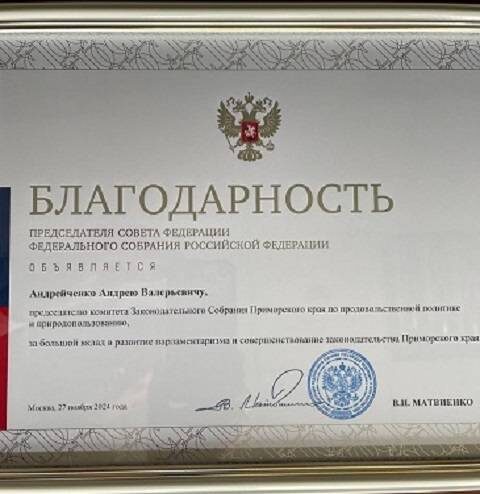 БЛАГОДАРНОСТЬ
ПРЕДСЕДАТЕЛЯ СОВЕТА ФЕДЕРАЦИИ
ФЕДЕРАЛЬНОГО СОБРАНИЯ РОССИЙСКОЙ ФЕДЕРАЦИИ
ОБЪЯВЛЯЕТСЯ
Андрейченко Андрею Валерьевичу,
председателю комитета Законодательного Собрания Приморского края по продовольственной политике
и природопользованию,
за большой вклад в развитие парламентаризма и совершенствование законодательства Приморского края
Москва, 27 ноября 2024 года
В.И. МАТВИЕНКО